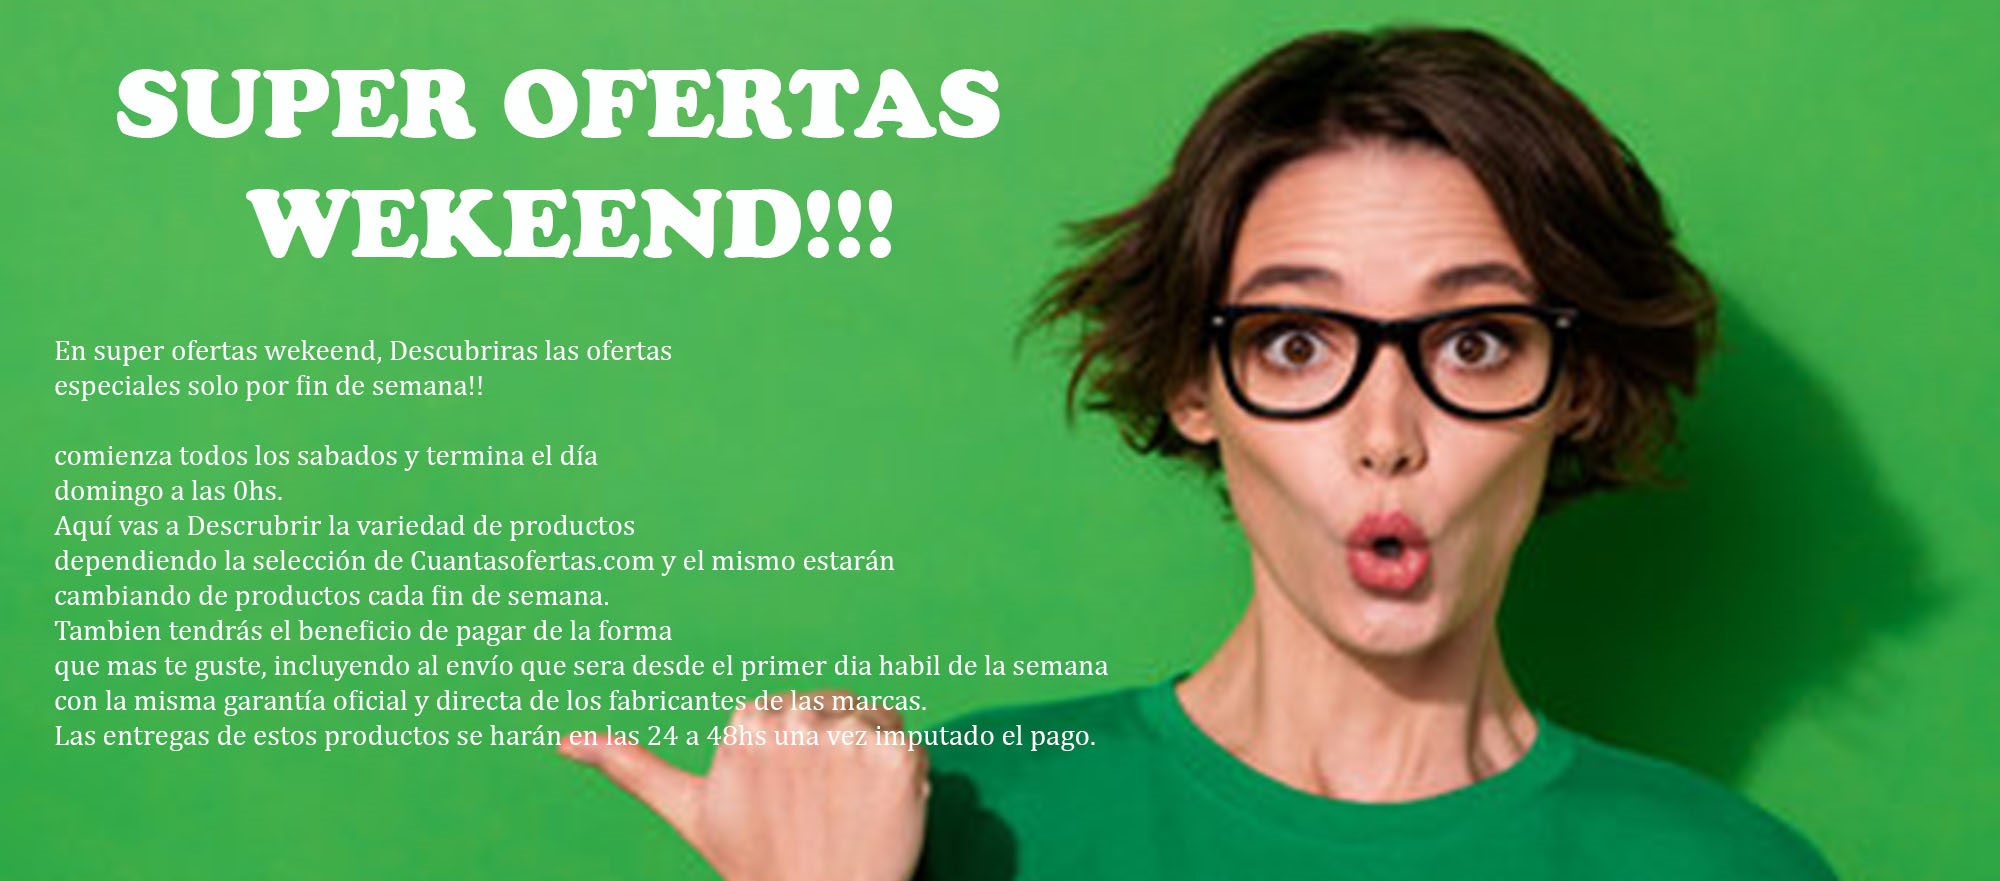 SUPER OFERTAS
WEKEEND!!!
En super ofertas wekeend, Descubriras las ofertas
especiales solo por fin de semana!!
comienza todos los sabados y termina el día
domingo a las 0hs.
Aquí vas a Descrubrir la variedad de productos
dependiendo la selección de Cuantasofertas.com y el mismo estarán
cambiando de productos cada fin de semana.
Tambien tendrás el beneficio de pagar de la forma
que mas te guste, incluyendo al envío que sera desde el primer dia habil de la semana
con la misma garantía oficial y directa de los fabricantes de las marcas.
Las entregas de estos productos se harán en las 24 a 48hs una vez imputado el pago.